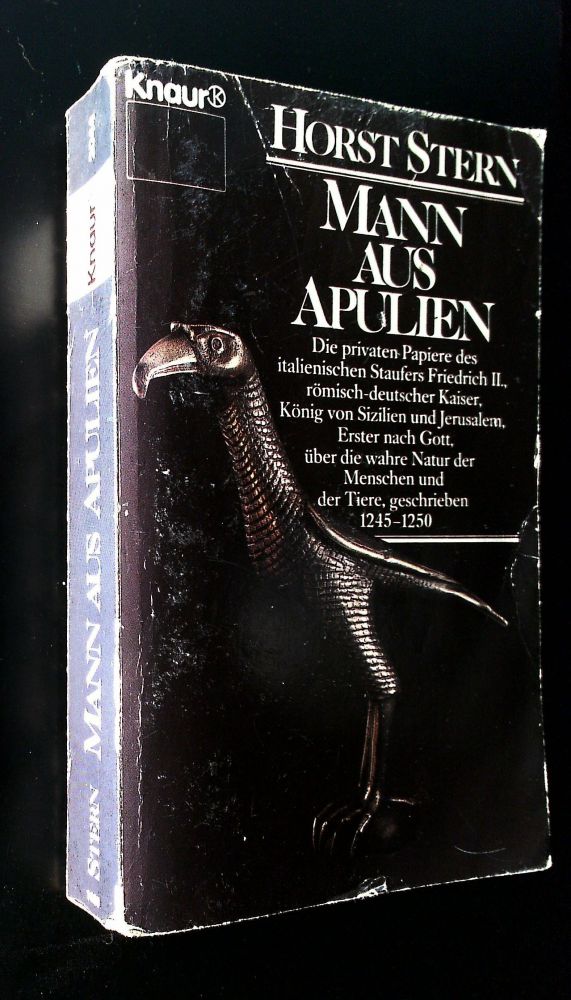 Knaur K
HORST STERN
MANN
AUS
APULIEN
Die privaten Papiere des
italienischen Staufers Friedrich II.,
römisch-deutscher Kaiser,
König von Sizilien und Jerusalem,
Erster nach Gott,
über die wahre Natur der
Menschen und
der Tiere, geschrieben
1245–1250
STERN MANN AUS APULIEN Knaur